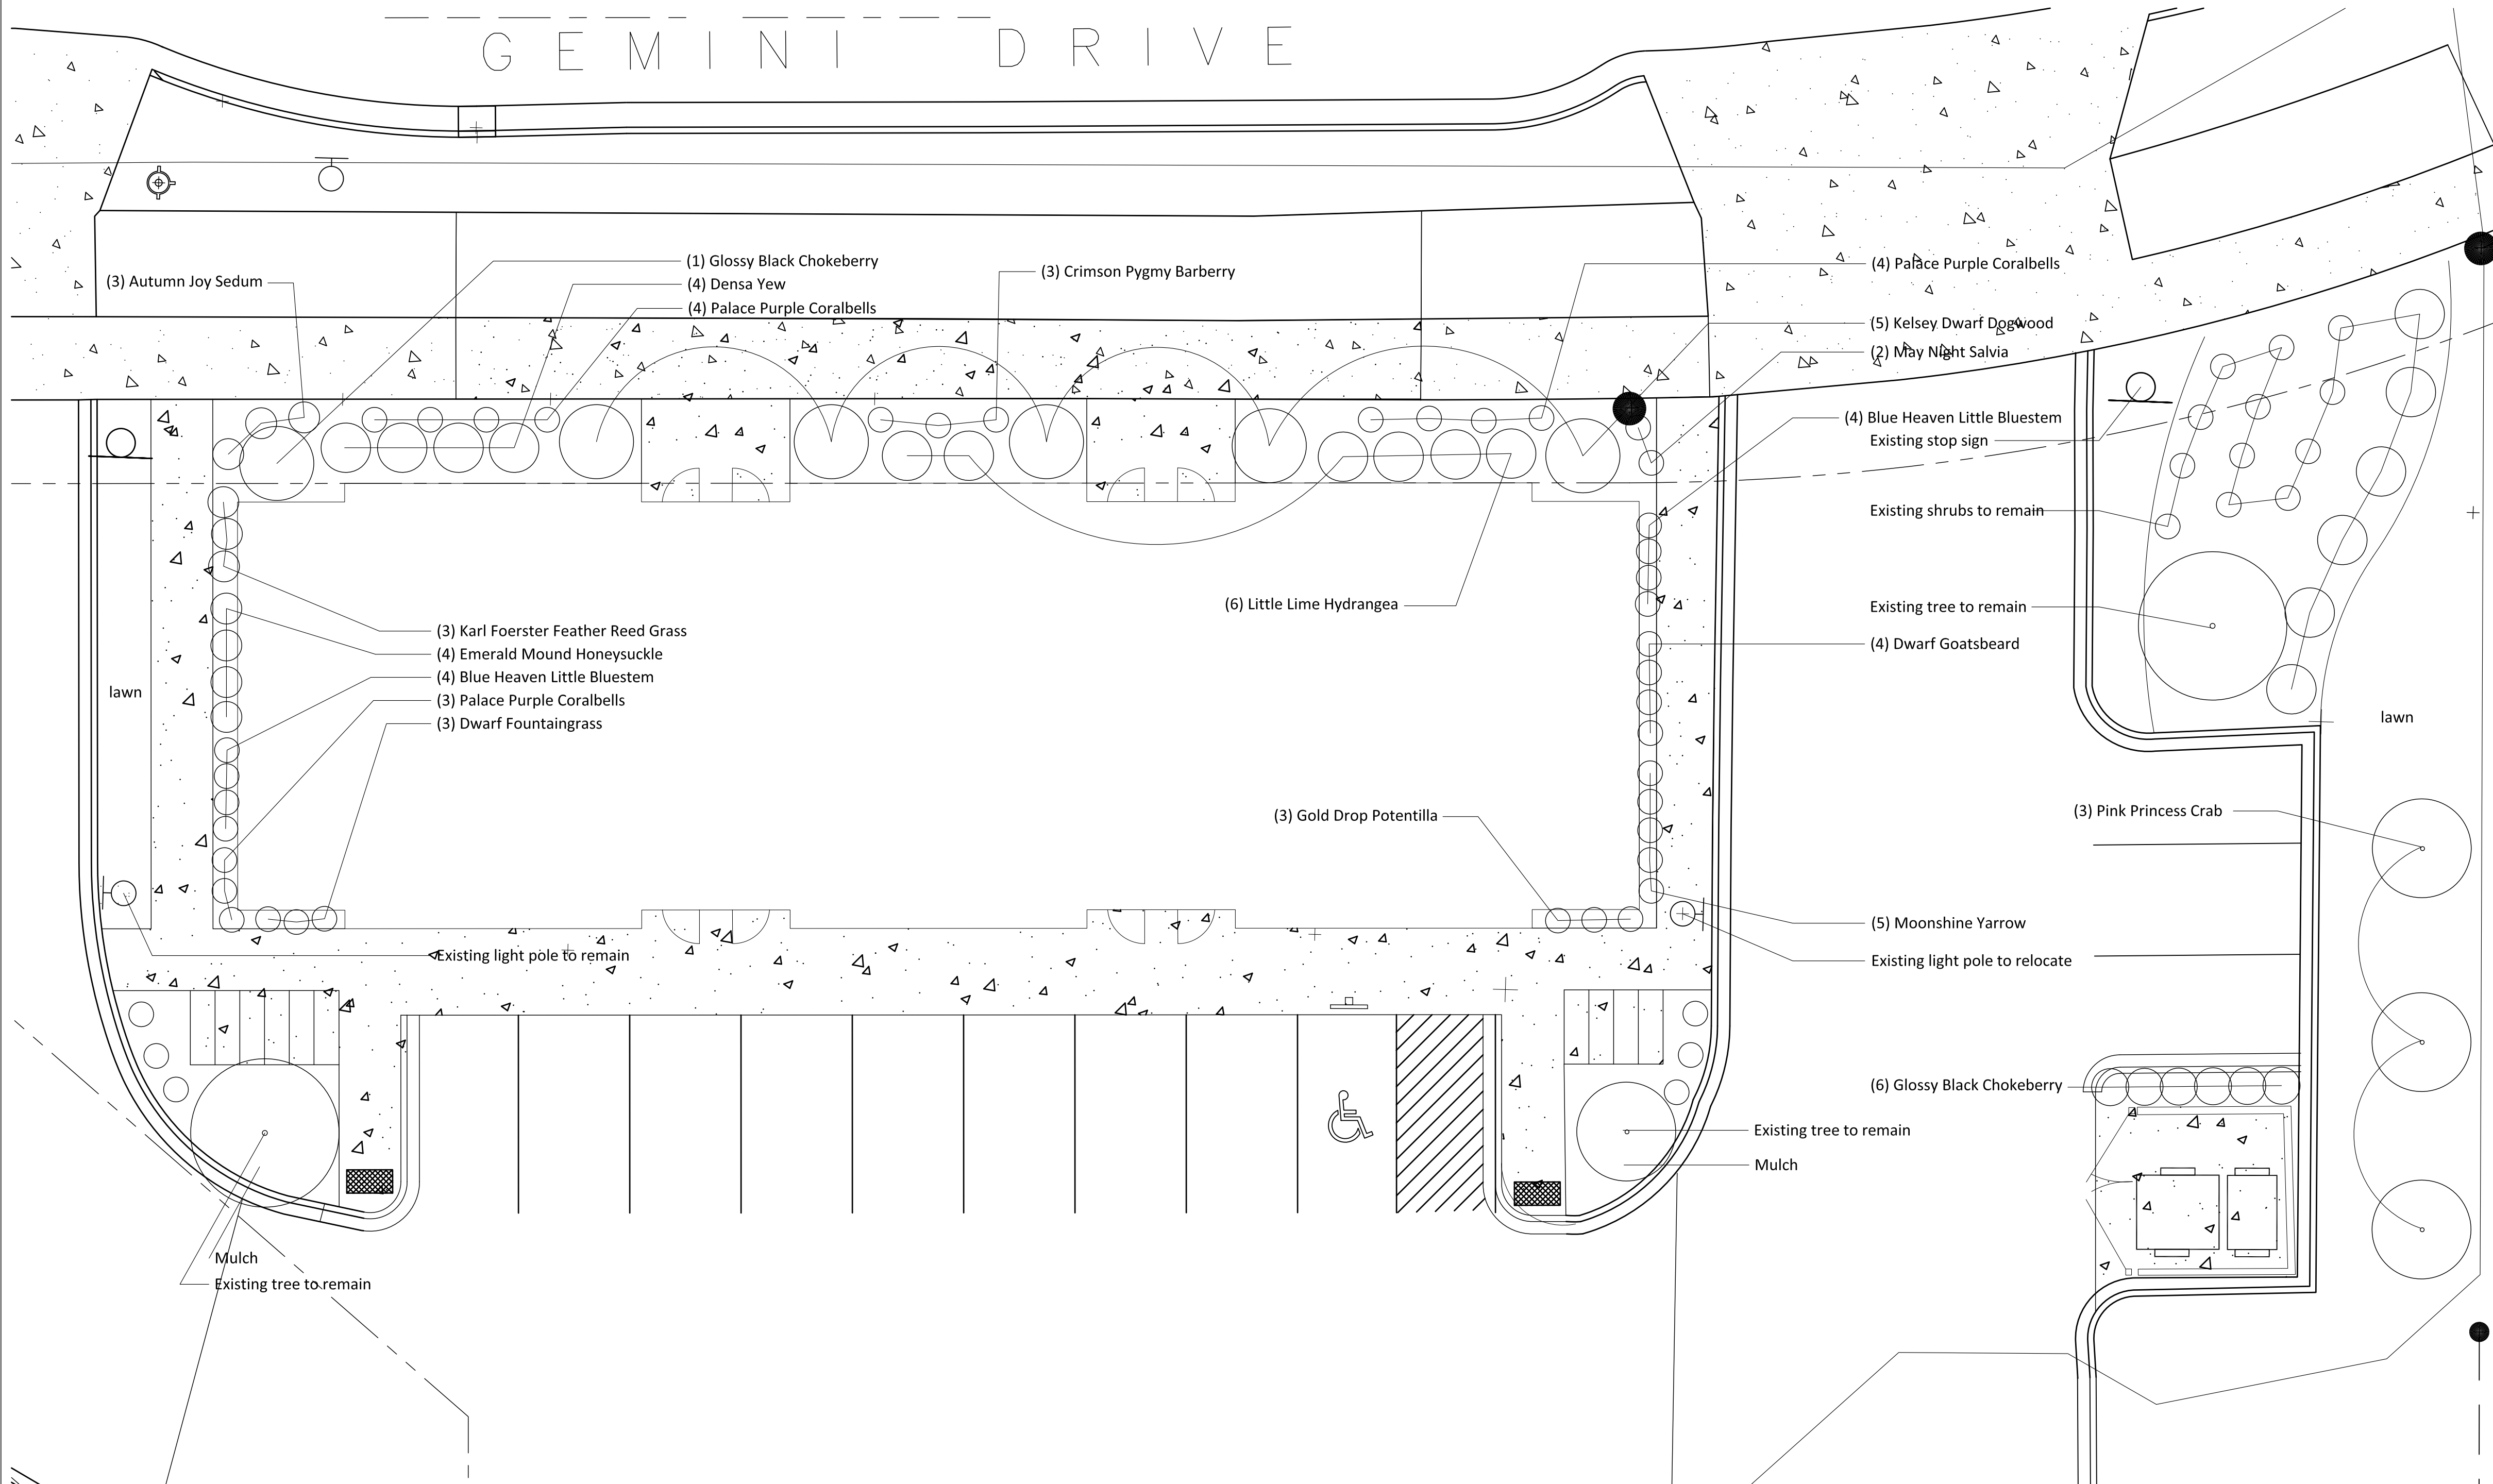 GEMINI DRIVE
(1) Glossy Black Chokeberry
(3) Autumn Joy Sedum
(4) Densa Yew
(4) Palace Purple Coralbells
(3) Crimson Pygmy Barberry
(4) Palace Purple Coralbells
(5) Kelsey Dwarf Dogwood
(2) May Night Salvia
(4) Blue Heaven Little Bluestem
Existing stop sign
Existing shrubs to remain
(6) Little Lime Hydrangea
Existing tree to remain
(4) Dwarf Goatsbeard
(3) Karl Foerster Feather Reed Grass
(4) Emerald Mound Honeysuckle
(4) Blue Heaven Little Bluestem
(3) Palace Purple Coralbells
(3) Dwarf Fountaingrass
lawn
lawn
(3) Gold Drop Potentilla
(3) Pink Princess Crab
(5) Moonshine Yarrow
Existing light pole to remain
Existing light pole to relocate
(6) Glossy Black Chokeberry
Existing tree to remain
Mulch
Mulch
Existing tree to remain